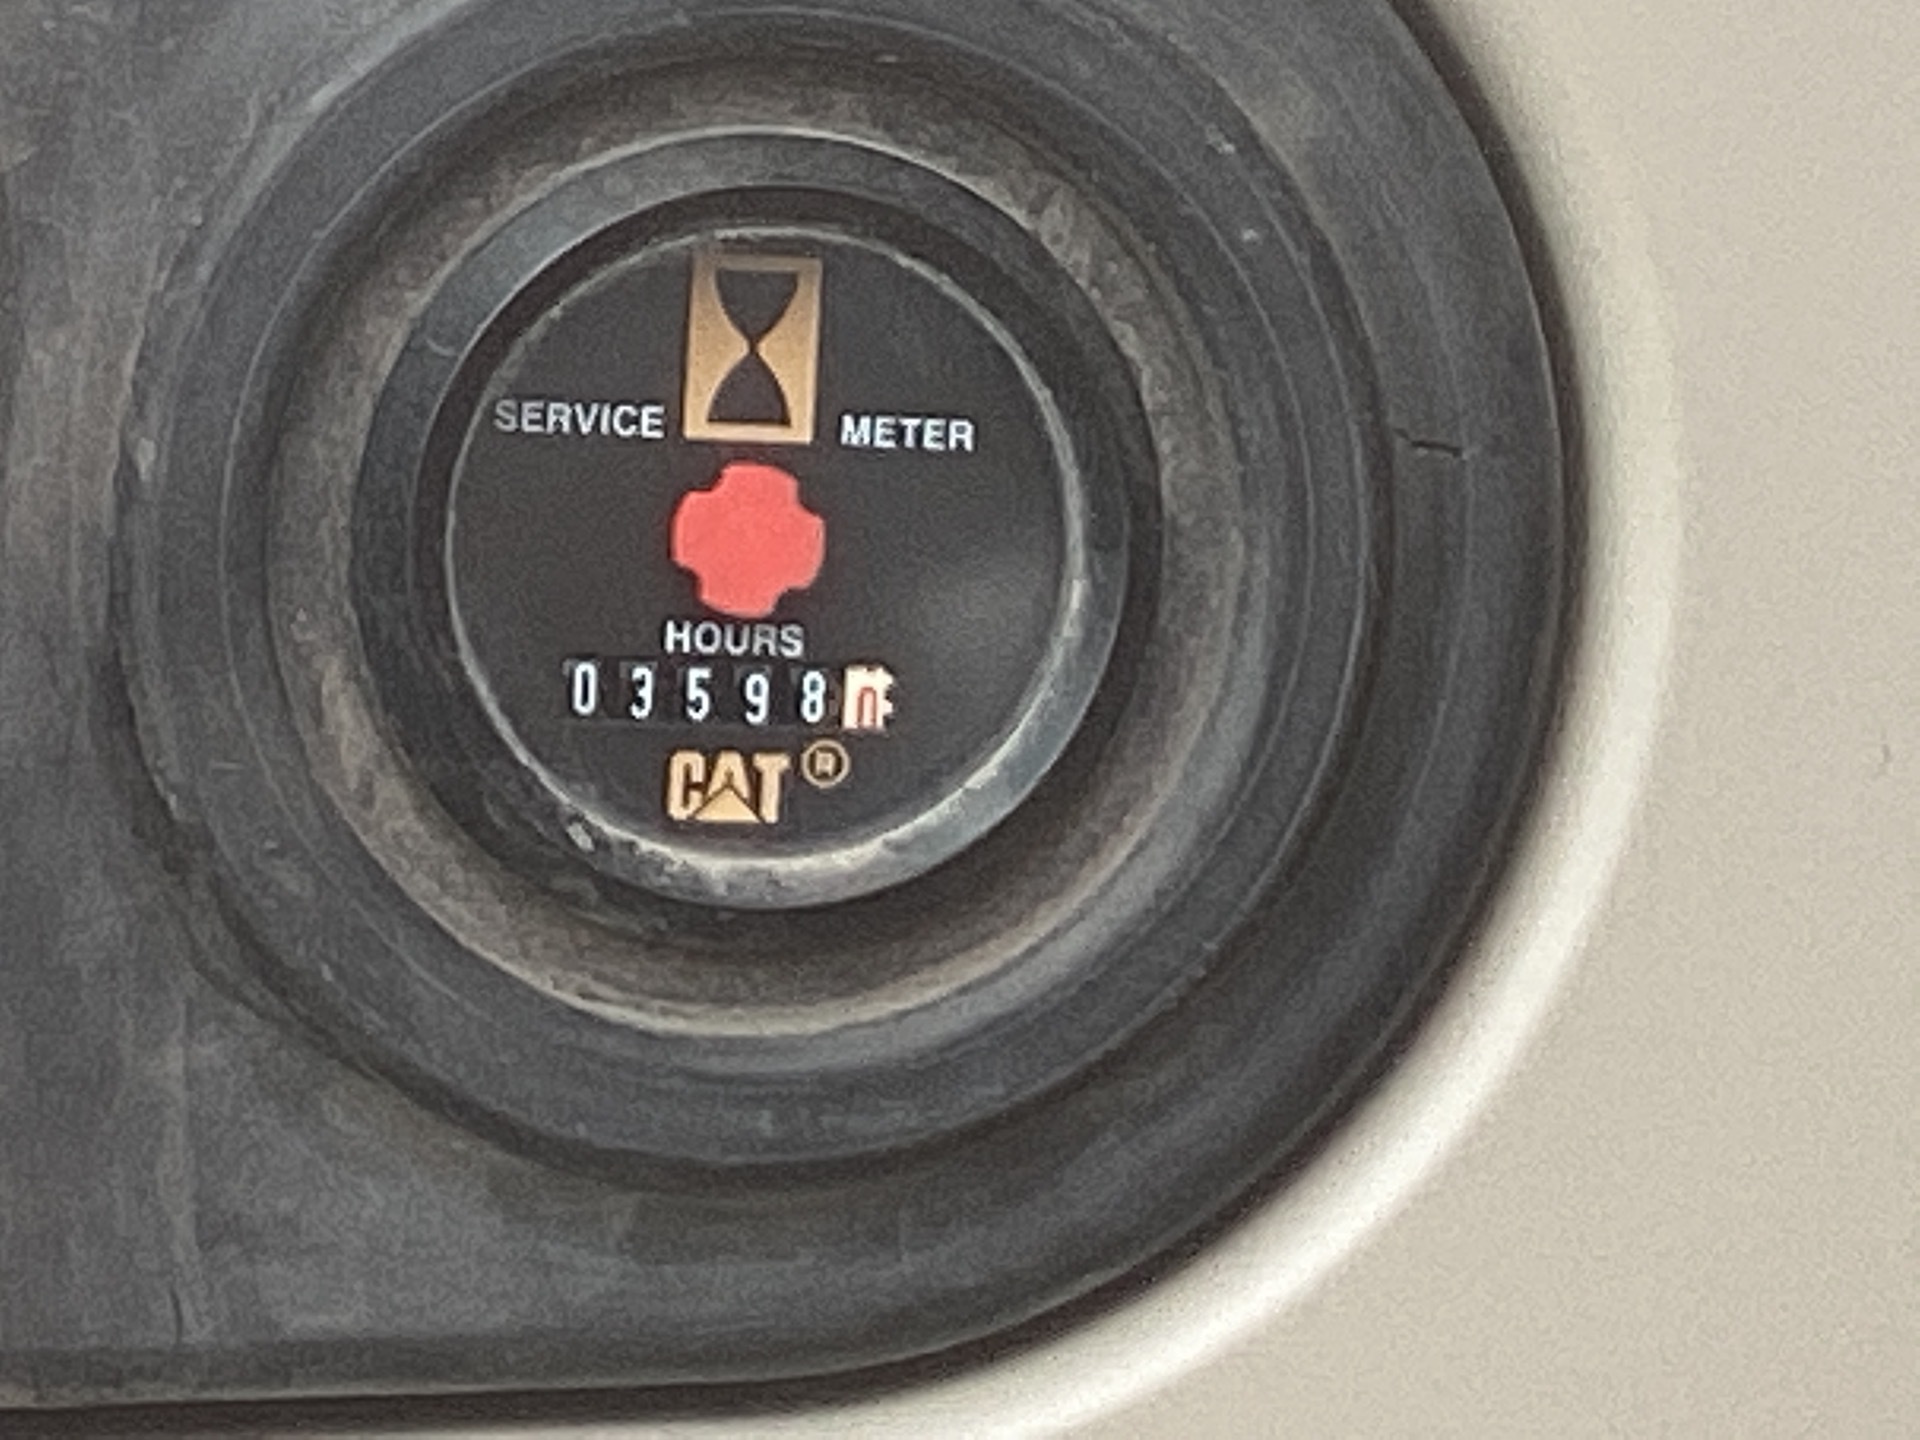 SERVICE METER
HOURS
03598
CAT®